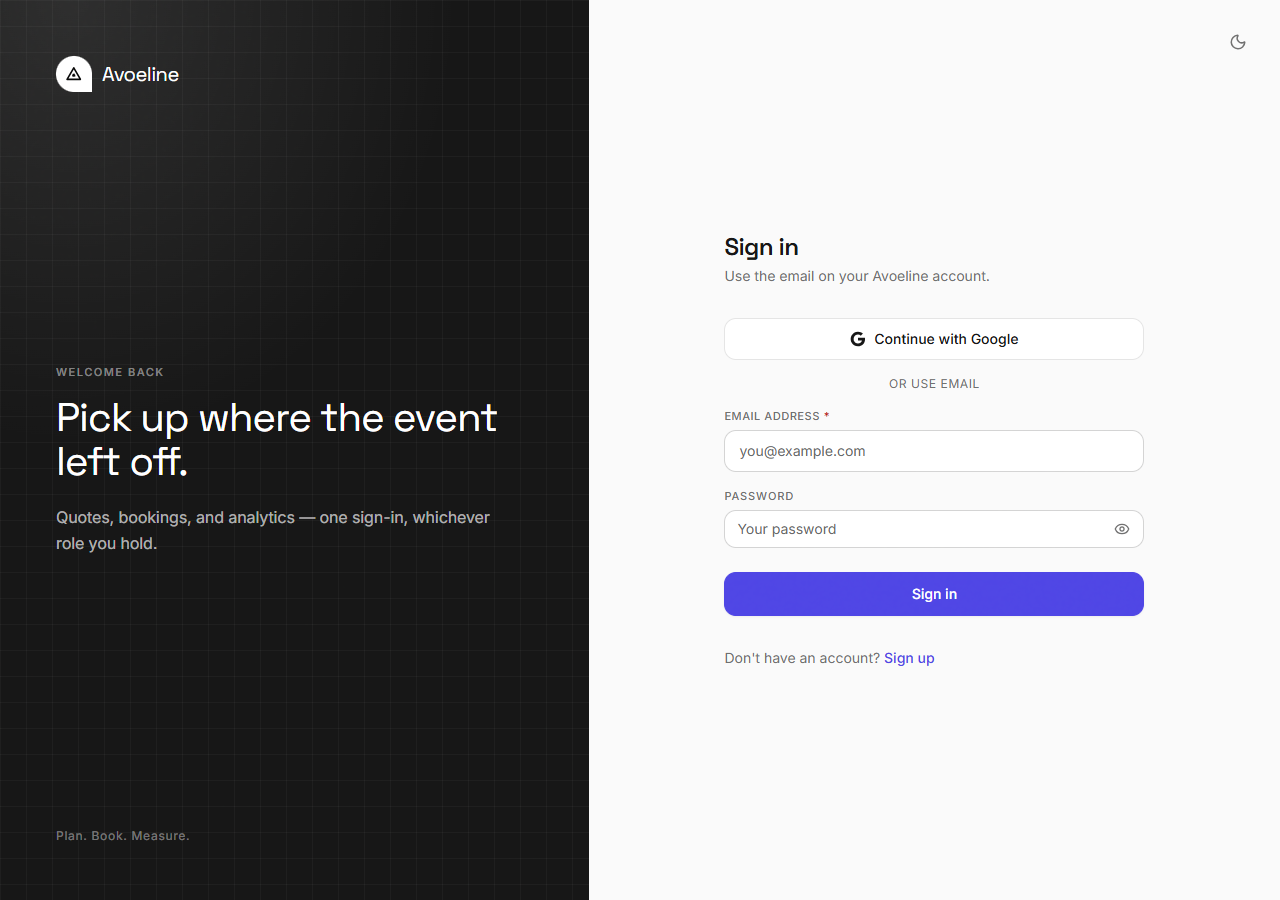 Avoeline
WELCOME BACK
Pick up where the event
left off.
Quotes, bookings, and analytics — one sign-in, whichever
role you hold.
Plan. Book. Measure.
Sign in
Use the email on your Avoeline account.
Continue with Google
OR USE EMAIL
EMAIL ADDRESS *
you@example.com
PASSWORD
Your password
Sign in
Don't have an account? Sign up